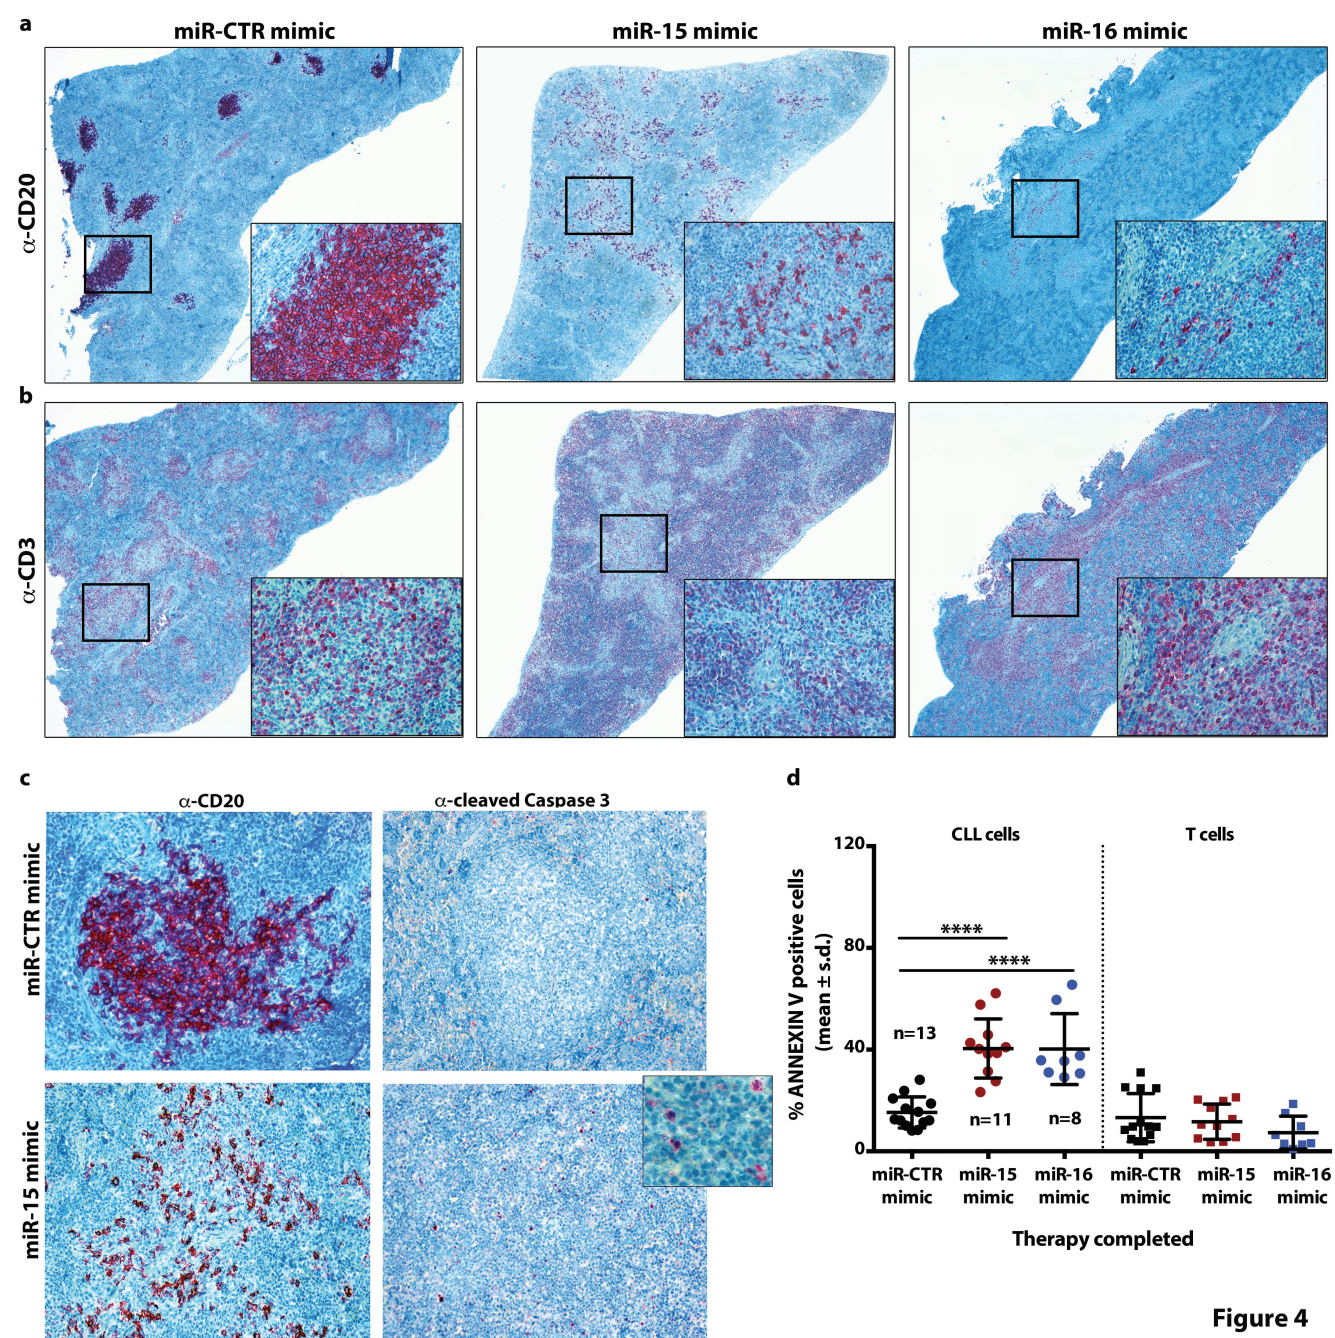 a
miR-CTR mimic
miR-15 mimic
miR-16 mimic
α-CD20
b
α-CD3
c
α-CD20
α-cleaved Caspase 3
miR-CTR mimic
miR-15 mimic
d
CLL cells
T cells
% ANNEXIN V positive cells
(mean ± s.d.)
120
80
40
0
****
****
n=13
n=11
n=8
miR-CTR miR-15 miR-16 miR-CTR miR-15 miR-16
mimic mimic mimic mimic mimic mimic
Therapy completed
Figure 4